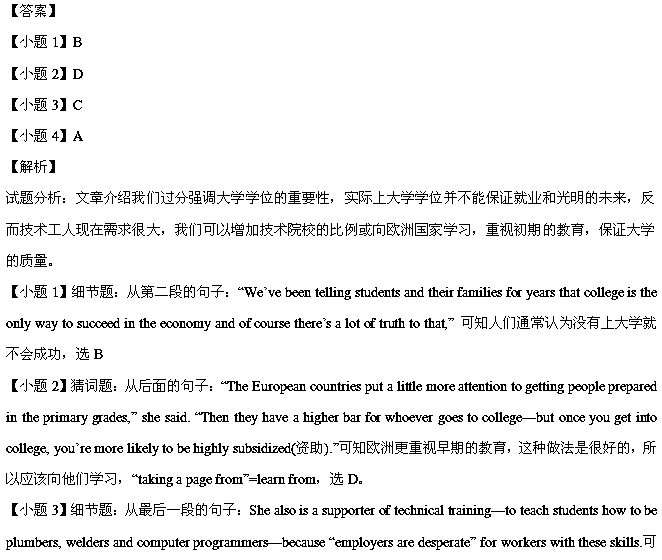 【答案】
【小题1】B
【小题2】D
【小题3】C
【小题4】A
【解析】
试题分析：文章介绍我们过分强调大学学位的重要性，实际上大学学位并不能保证就业和光明的未来，反
而技术工人现在需求很大，我们可以增加技术院校的比例或向欧洲国家学习，重视初期的教育，保证大学
的质量。
【小题1】细节题：从第二段的句子：“We’ve been telling students and their families for years that college is the
only way to succeed in the economy and of course there’s a lot of truth to that,” 可知人们通常认为没有上大学就
不会成功，选B
【小题2】猜词题：从后面的句子：“The European countries put a little more attention to getting people prepared
in the primary grades,” she said. “Then they have a higher bar for whoever goes to college—but once you get into
college, you’re more likely to be highly subsidized(资助).”可知欧洲更重视早期的教育，这种做法是很好的，所
以应该向他们学习，“taking a page from”=learn from，选D。
【小题3】细节题：从最后一段的句子：She also is a supporter of technical training—to teach students how to be
plumbers, welders and computer programmers—because “employers are desperate” for workers with these skills.可